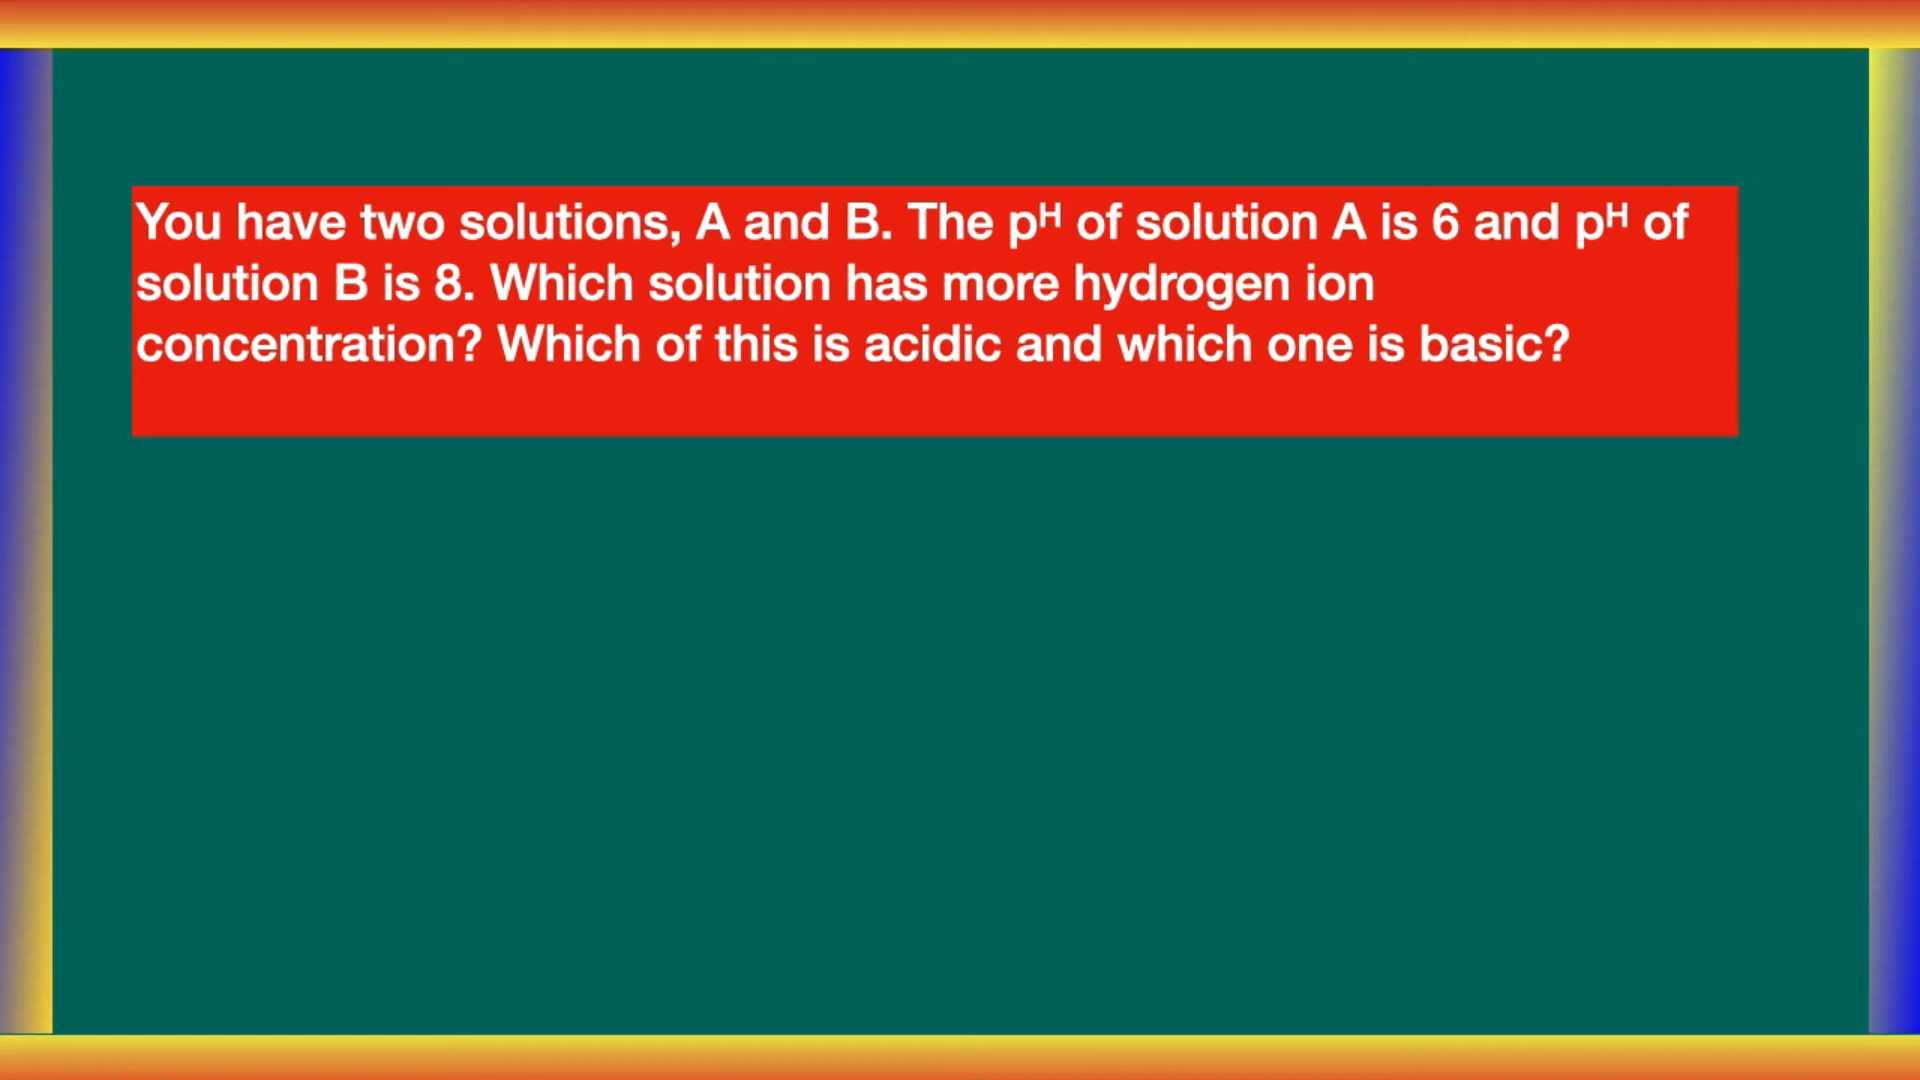 You have two solutions, A and B. The pᴴ of solution A is 6 and pᴴ of
solution B is 8. Which solution has more hydrogen ion
concentration? Which of this is acidic and which one is basic?